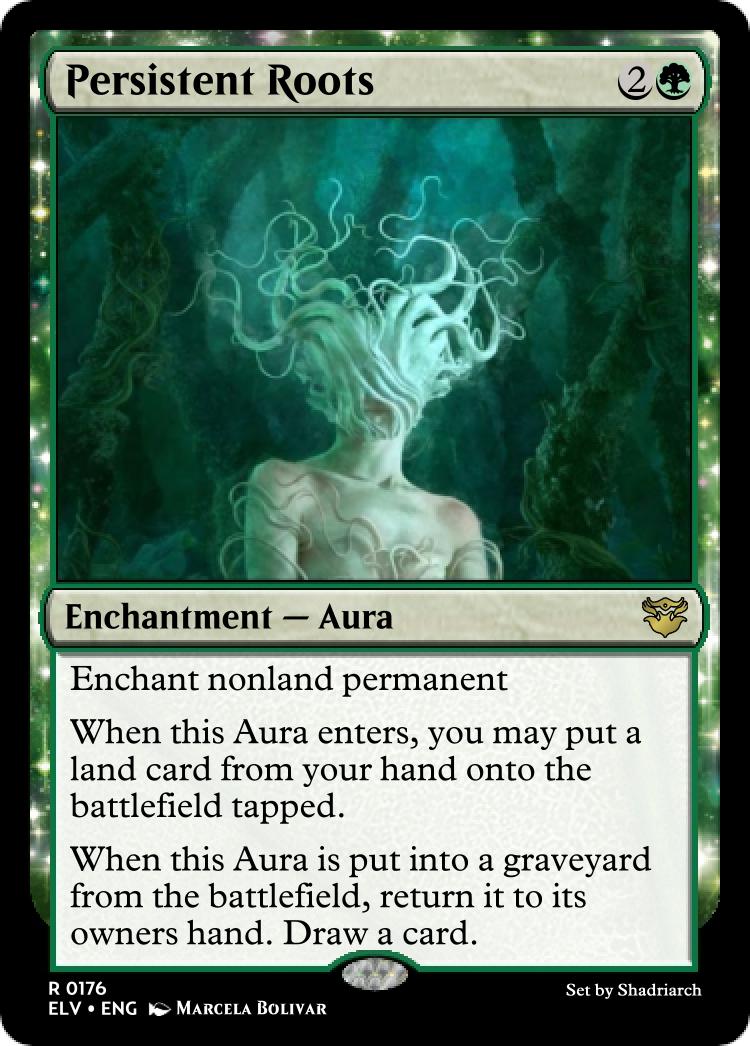 Persistent Roots 2
Enchantment — Aura
Enchant nonland permanent
When this Aura enters, you may put a
land card from your hand onto the
battlefield tapped.
When this Aura is put into a graveyard
from the battlefield, return it to its
owners hand. Draw a card.
R 0176
ELV • ENG MARCELA BOLIVAR
Set by Shadriarch